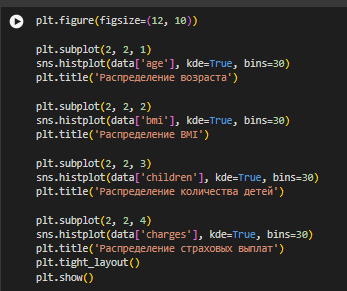 plt.figure(figsize=(12, 10))
plt.subplot(2, 2, 1)
sns.histplot(data['age'], kde=True, bins=30)
plt.title('Распределение возраста')
plt.subplot(2, 2, 2)
sns.histplot(data['bmi'], kde=True, bins=30)
plt.title('Распределение BMI')
plt.subplot(2, 2, 3)
sns.histplot(data['children'], kde=True, bins=30)
plt.title('Распределение количества детей')
plt.subplot(2, 2, 4)
sns.histplot(data['charges'], kde=True, bins=30)
plt.title('Распределение страховых выплат')
plt.tight_layout()
plt.show()